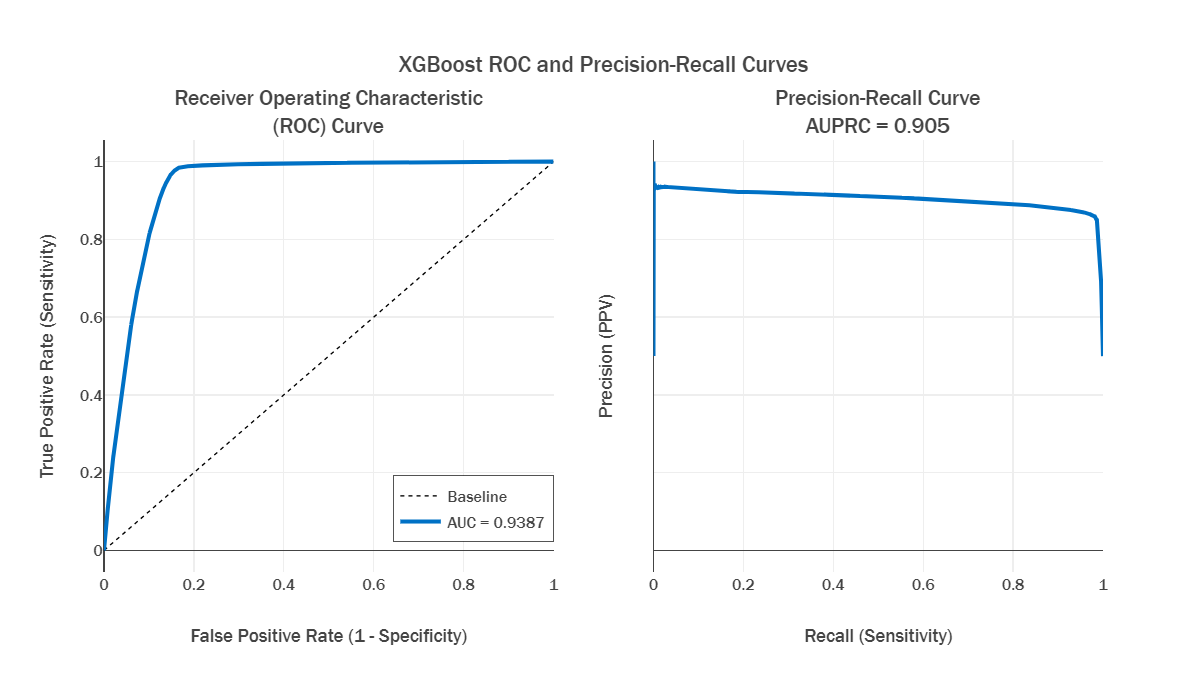 XGBoost ROC and Precision-Recall Curves
Receiver Operating Characteristic
(ROC) Curve
True Positive Rate (Sensitivity)
1
0.8
0.6
0.4
0.2
0
0 0.2 0.4 0.6 0.8 1
False Positive Rate (1 - Specificity)
Baseline
AUC = 0.9387
Precision-Recall Curve
AUPRC = 0.905
Precision (PPV)
0 0.2 0.4 0.6 0.8 1
Recall (Sensitivity)